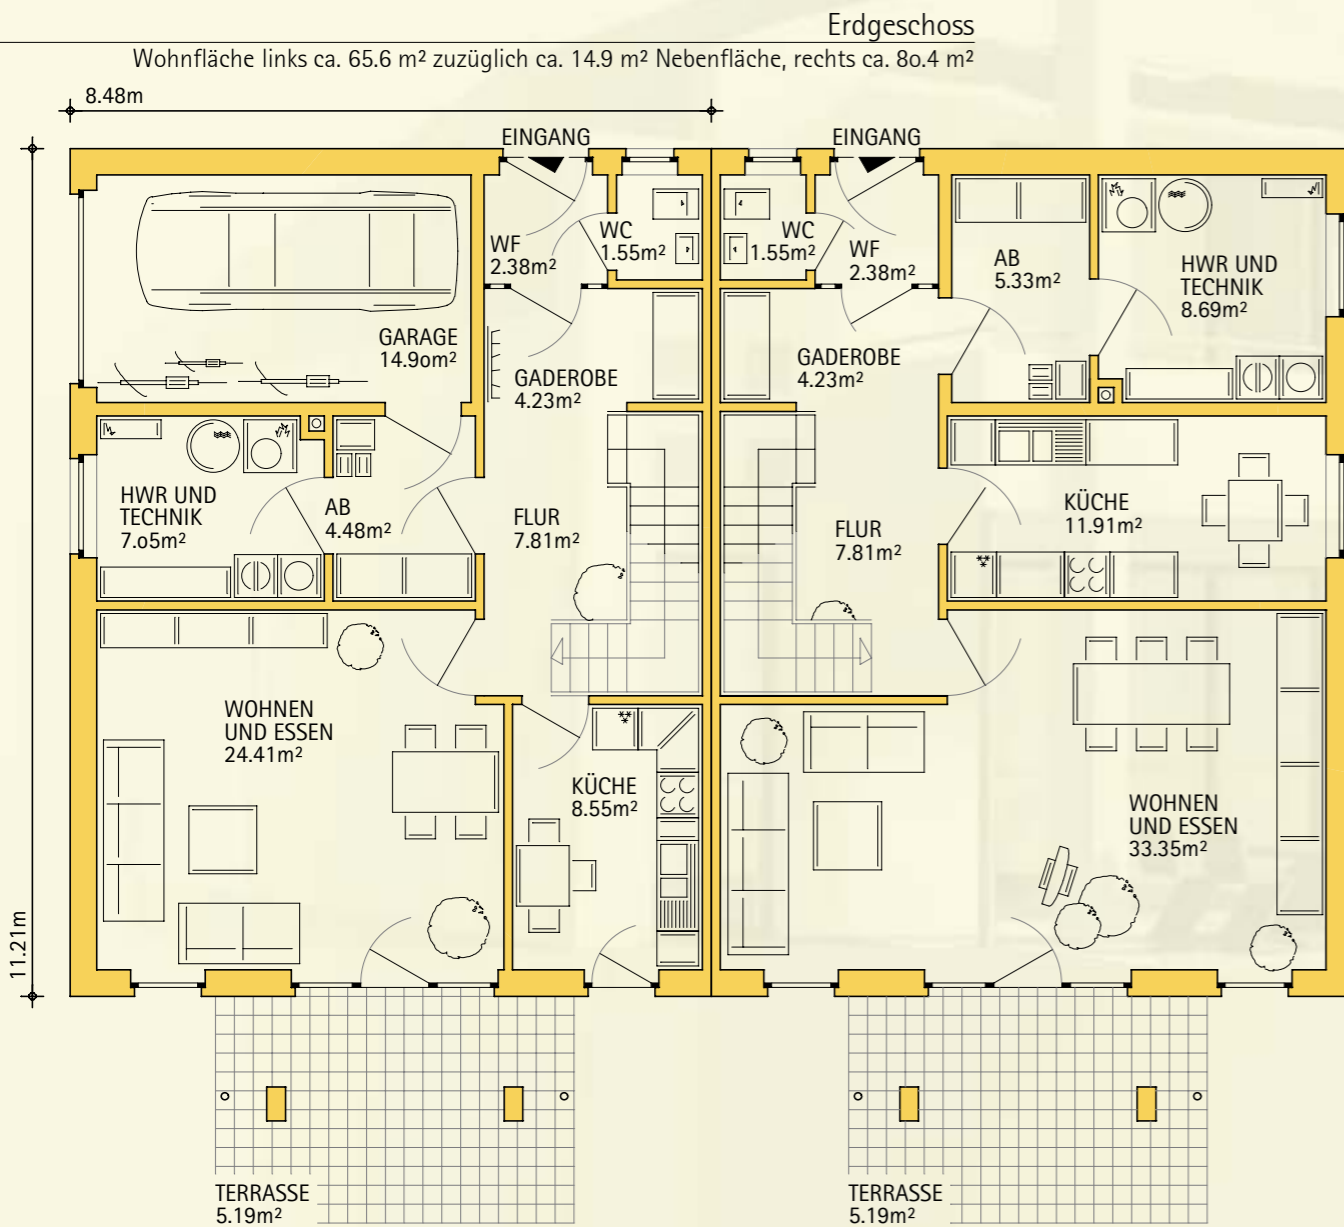 Erdgeschoss
Wohnfläche links ca. 65.6 m² zuzüglich ca. 14.9 m² Nebenfläche, rechts ca. 8o.4 m²
8.48m
11.21m
EINGANG
EINGANG
WF
2.38m²
WC
1.55m²
WC
1.55m²
WF
2.38m²
AB
5.33m²
HWR UND
TECHNIK
8.69m²
GARAGE
14.9om²
GADEROBE
4.23m²
GADEROBE
4.23m²
HWR UND
TECHNIK
7.o5m²
AB
4.48m²
FLUR
7.81m²
FLUR
7.81m²
KÜCHE
11.91m²
WOHNEN
UND ESSEN
24.41m²
KÜCHE
8.55m²
WOHNEN
UND ESSEN
33.35m²
TERRASSE
5.19m²
TERRASSE
5.19m²